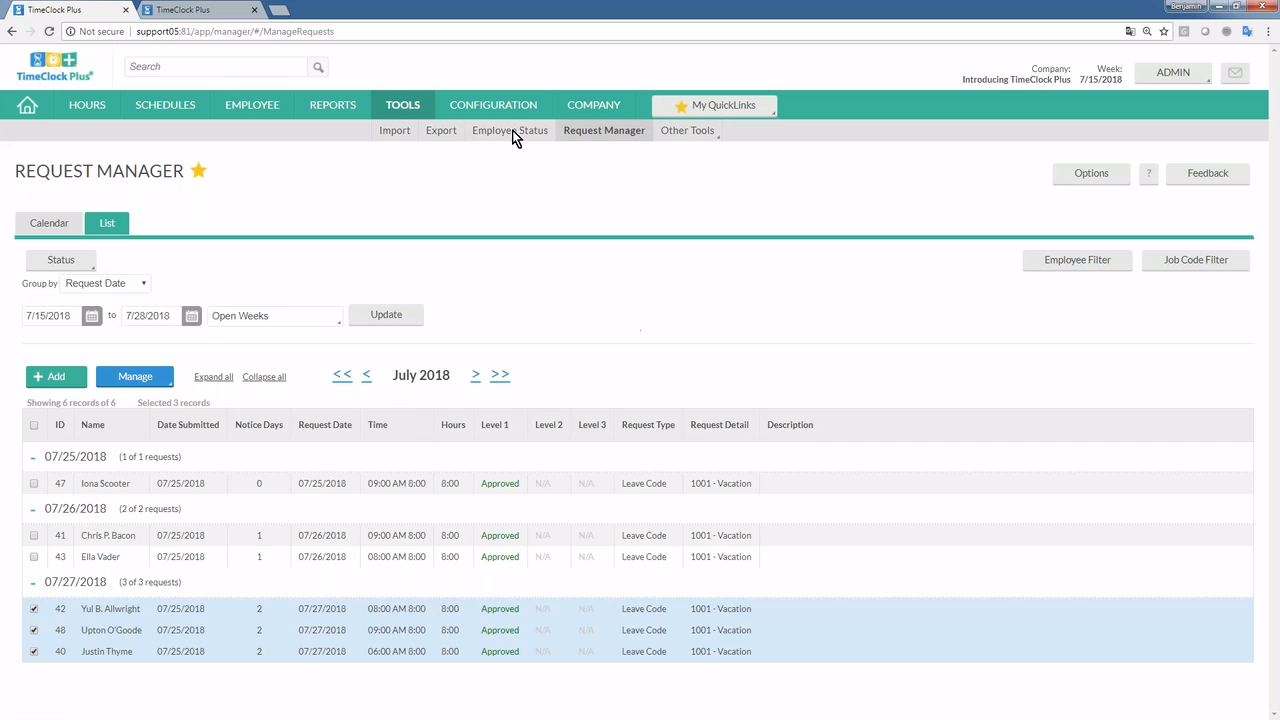 TimeClock Plus × TimeClock Plus × Benjamin
Not secure | support05:81/app/manager/#/ManageRequests
TimeClock Plus
Search
Company: Introducing TimeClock Plus
Week: 7/15/2018
ADMIN
HOURS SCHEDULES EMPLOYEE REPORTS TOOLS CONFIGURATION COMPANY My QuickLinks
Import Export Employee Status Request Manager Other Tools
REQUEST MANAGER
Options ? Feedback
Calendar List
Status Employee Filter Job Code Filter
Group by Request Date
7/15/2018 to 7/28/2018 Open Weeks Update
+ Add Manage Expand all Collapse all << < July 2018 > >>
Showing 6 records of 6 Selected 3 records
ID Name Date Submitted Notice Days Request Date Time Hours Level 1 Level 2 Level 3 Request Type Request Detail Description
- 07/25/2018 (1 of 1 requests)
47 Iona Scooter 07/25/2018 0 07/25/2018 09:00 AM 8:00 8:00 Approved N/A N/A Leave Code 1001 - Vacation
- 07/26/2018 (2 of 2 requests)
41 Chris P. Bacon 07/25/2018 1 07/26/2018 09:00 AM 8:00 8:00 Approved N/A N/A Leave Code 1001 - Vacation
43 Ella Vader 07/25/2018 1 07/26/2018 08:00 AM 8:00 8:00 Approved N/A N/A Leave Code 1001 - Vacation
- 07/27/2018 (3 of 3 requests)
42 Yul B. Allwright 07/25/2018 2 07/27/2018 08:00 AM 8:00 8:00 Approved N/A N/A Leave Code 1001 - Vacation
48 Upton O'Goode 07/25/2018 2 07/27/2018 09:00 AM 8:00 8:00 Approved N/A N/A Leave Code 1001 - Vacation
40 Justin Thyme 07/25/2018 2 07/27/2018 06:00 AM 8:00 8:00 Approved N/A N/A Leave Code 1001 - Vacation